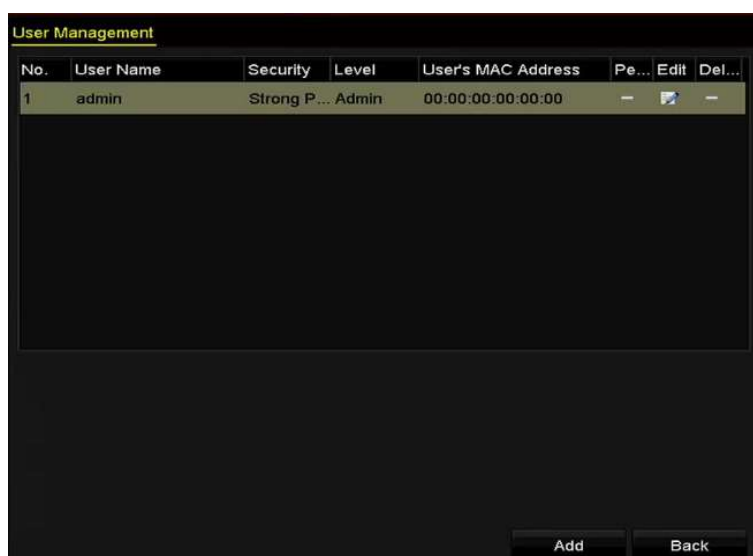 User Management
No. User Name Security Level User's MAC Address Pe... Edit Del...
1 admin Strong P... Admin 00:00:00:00:00:00 – –
Add Back